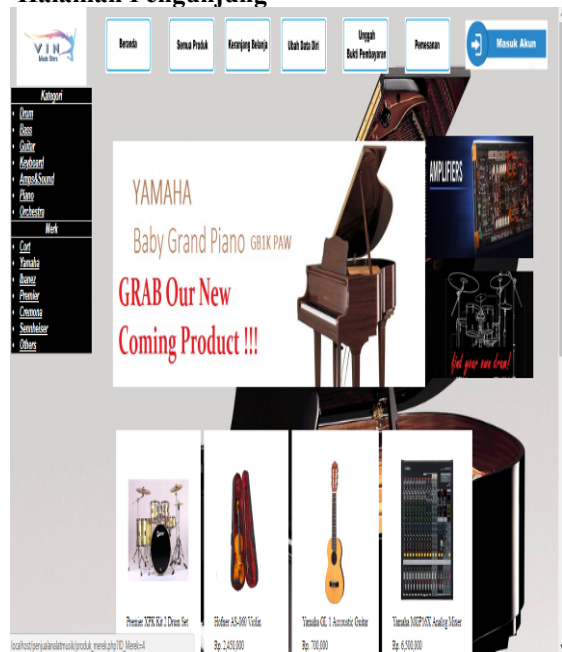 Halaman Pengunjung
VIN
Music Store
Beranda
Semua Produk
Keranjang Belanja
Ubah Data Diri
Unggah
Bukti Pembayaran
Pemesanan
Masuk Akun
Kategori
Drum
Bass
Guitar
Keyboard
Amps&Sound
Piano
Orchestra
Merk
Cort
Yamaha
Ibanez
Premier
Cremona
Sennheiser
Others
YAMAHA
Baby Grand Piano GB1K PAW
GRAB Our New
Coming Product !!!
AMPLIFIERS
find your own drum!
Premier XPK Kit 2 Drum Set
Hofner AS-060 Violin
Yamaha GL 1 Accoustic Guitar
Yamaha MGP16X Analog Mixer
Rp. 2,450,000
Rp. 700,000
Rp. 6,500,000
localhost/penjualanalatmusik/produk_merek.php?ID_Merek=4